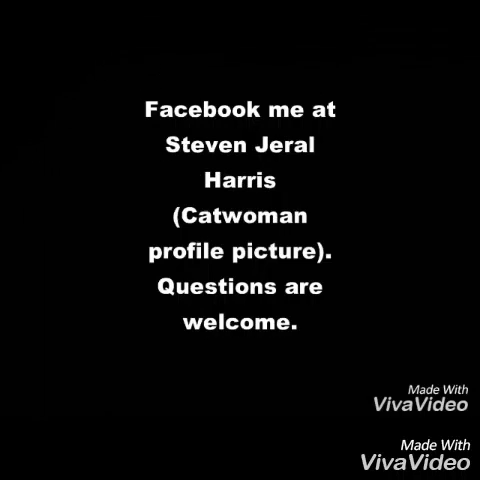 Facebook me at
Steven Jeral
Harris
(Catwoman
profile picture).
Questions are
welcome.
Made With
VivaVideo
Made With
VivaVideo